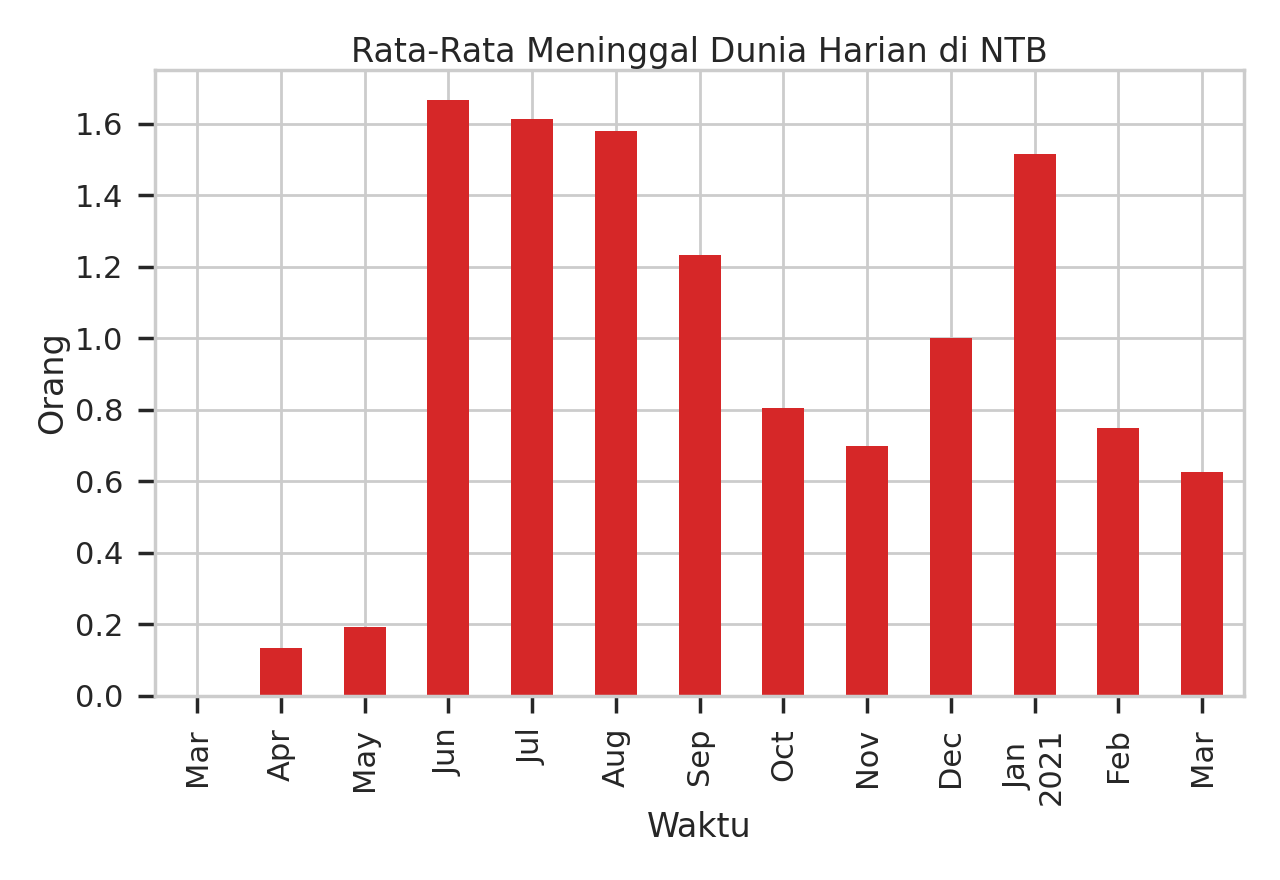 Rata-Rata Meninggal Dunia Harian di NTB
Orang
1.6
1.4
1.2
1.0
0.8
0.6
0.4
0.2
0.0
Mar
Apr
May
Jun
Jul
Aug
Sep
Oct
Nov
Dec
Jan
2021
Feb
Mar
Waktu